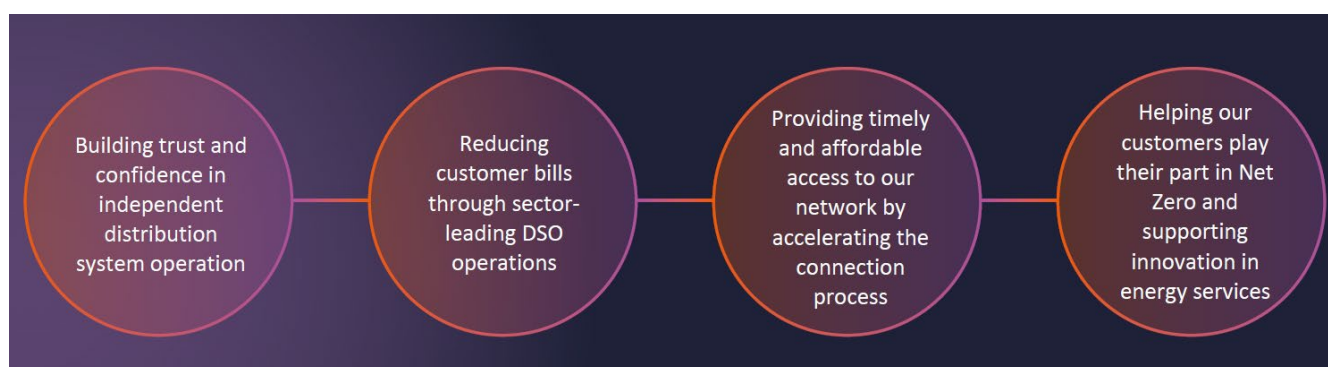 Building trust and
confidence in
independent
distribution
system operation
Reducing
customer bills
through sector-
leading DSO
operations
Providing timely
and affordable
access to our
network by
accelerating the
connection
process
Helping our
customers play
their part in Net
Zero and
supporting
innovation in
energy services